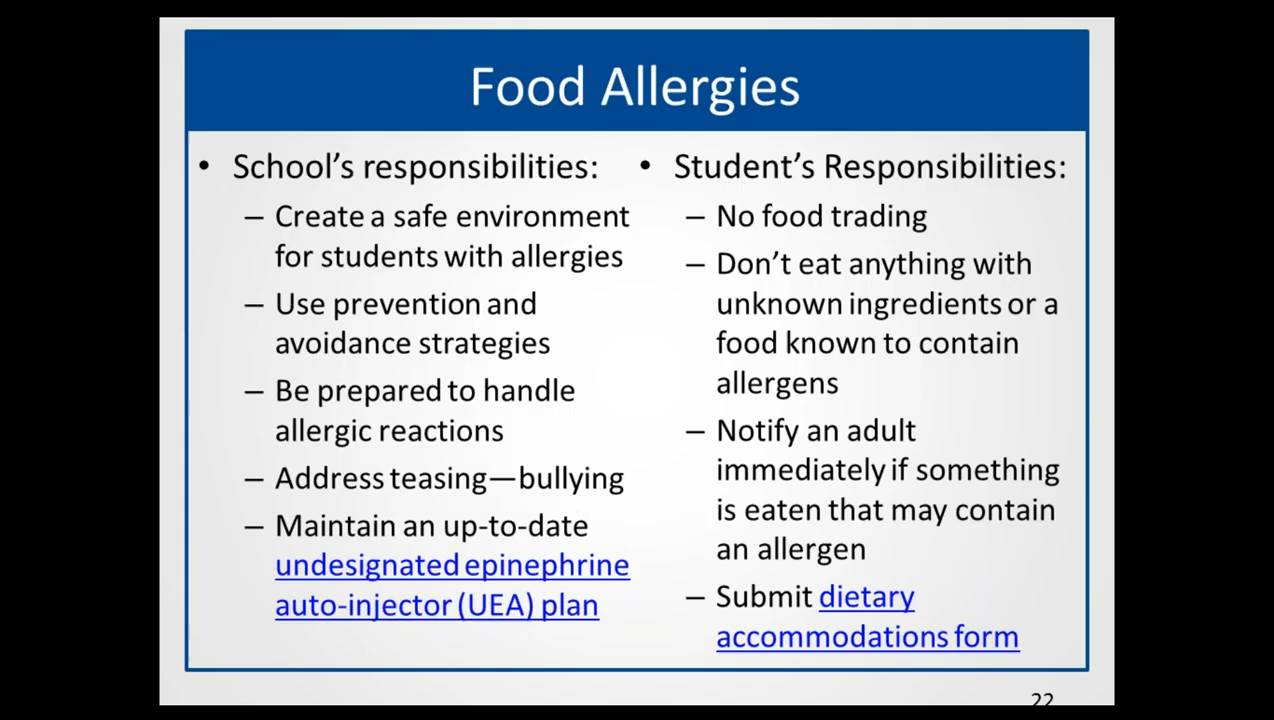 Food Allergies
• School’s responsibilities:
– Create a safe environment
for students with allergies
– Use prevention and
avoidance strategies
– Be prepared to handle
allergic reactions
– Address teasing—bullying
– Maintain an up-to-date
undesignated epinephrine
auto-injector (UEA) plan
• Student’s Responsibilities:
– No food trading
– Don’t eat anything with
unknown ingredients or a
food known to contain
allergens
– Notify an adult
immediately if something
is eaten that may contain
an allergen
– Submit dietary
accommodations form
22